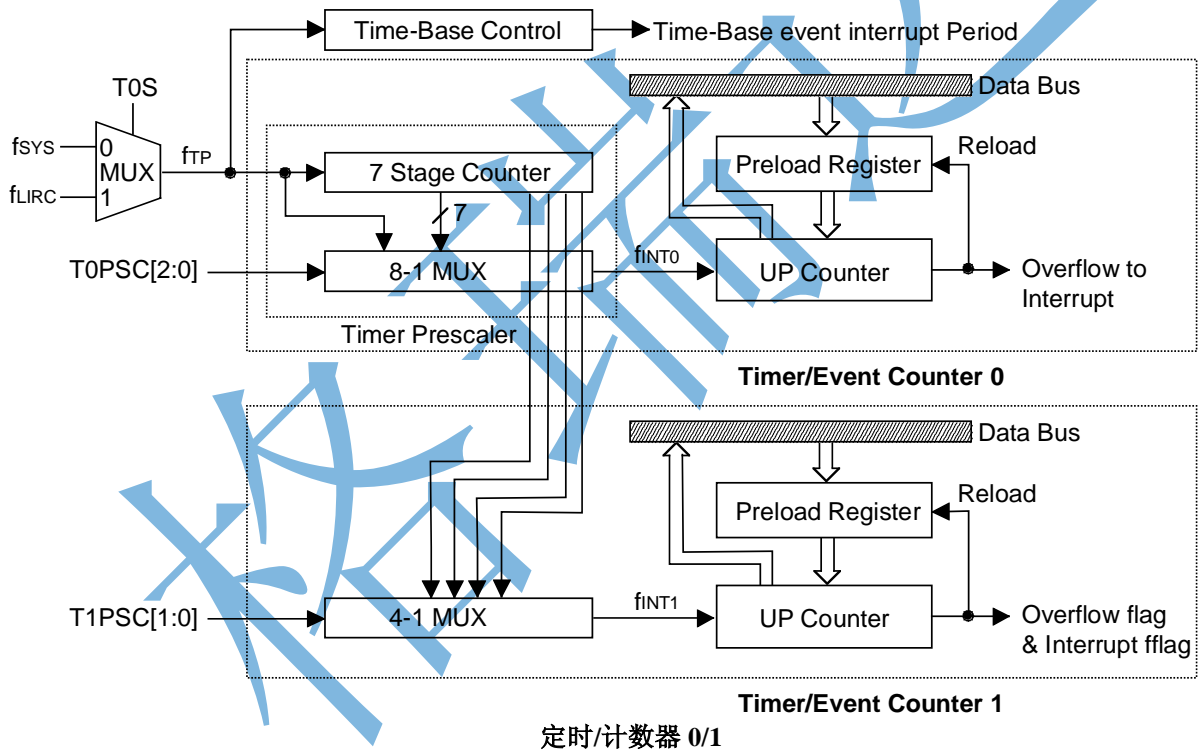 Time-Base Control
Time-Base event interrupt Period
T0S
Data Bus
fSYS
0
MUX
1
fTP
fLIRC
7 Stage Counter
Preload Register
Reload
7
T0PSC[2:0]
8-1 MUX
fINT0
UP Counter
Overflow to
Interrupt
Timer Prescaler
Timer/Event Counter 0
Data Bus
Preload Register
Reload
T1PSC[1:0]
4-1 MUX
fINT1
UP Counter
Overflow flag
& Interrupt fflag
Timer/Event Counter 1
定时/计数器 0/1